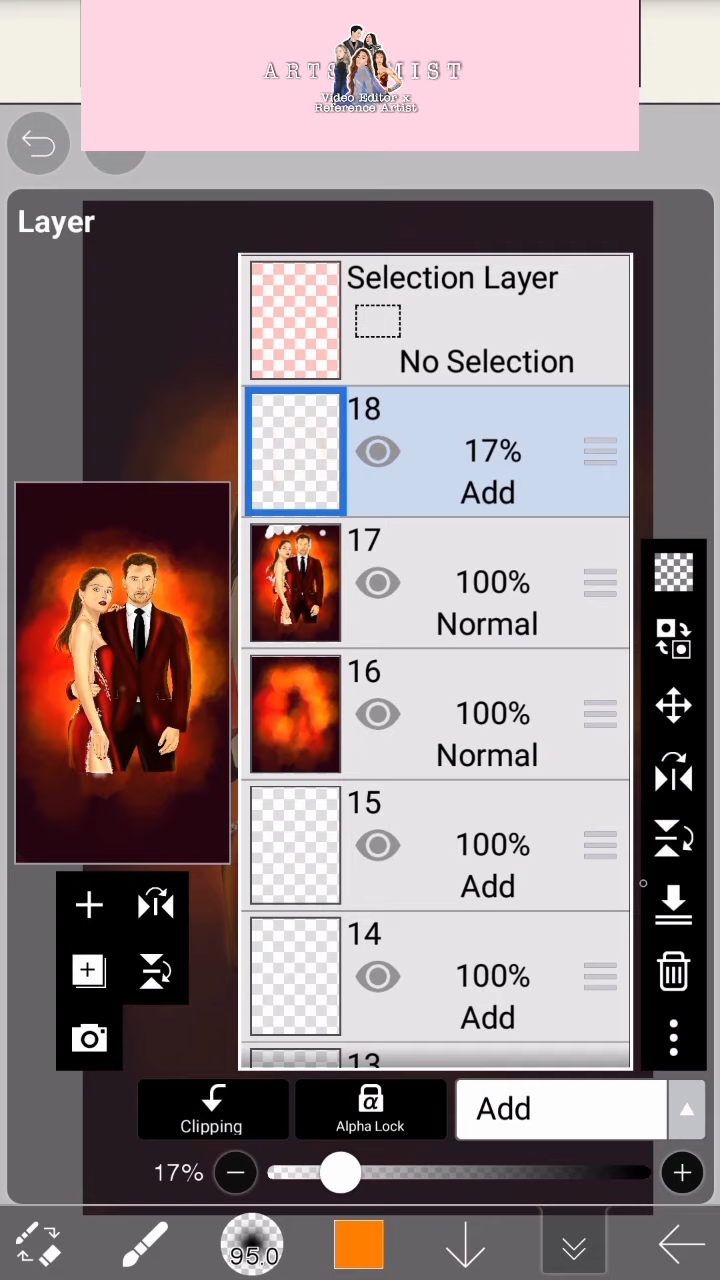 ARTS MIST
Video Editor x
Reference Artist
Layer
Selection Layer
No Selection
18
17%
Add
17
100%
Normal
16
100%
Normal
15
100%
Add
14
100%
Add
13
Clipping
α
Alpha Lock
Add
17%
95.0